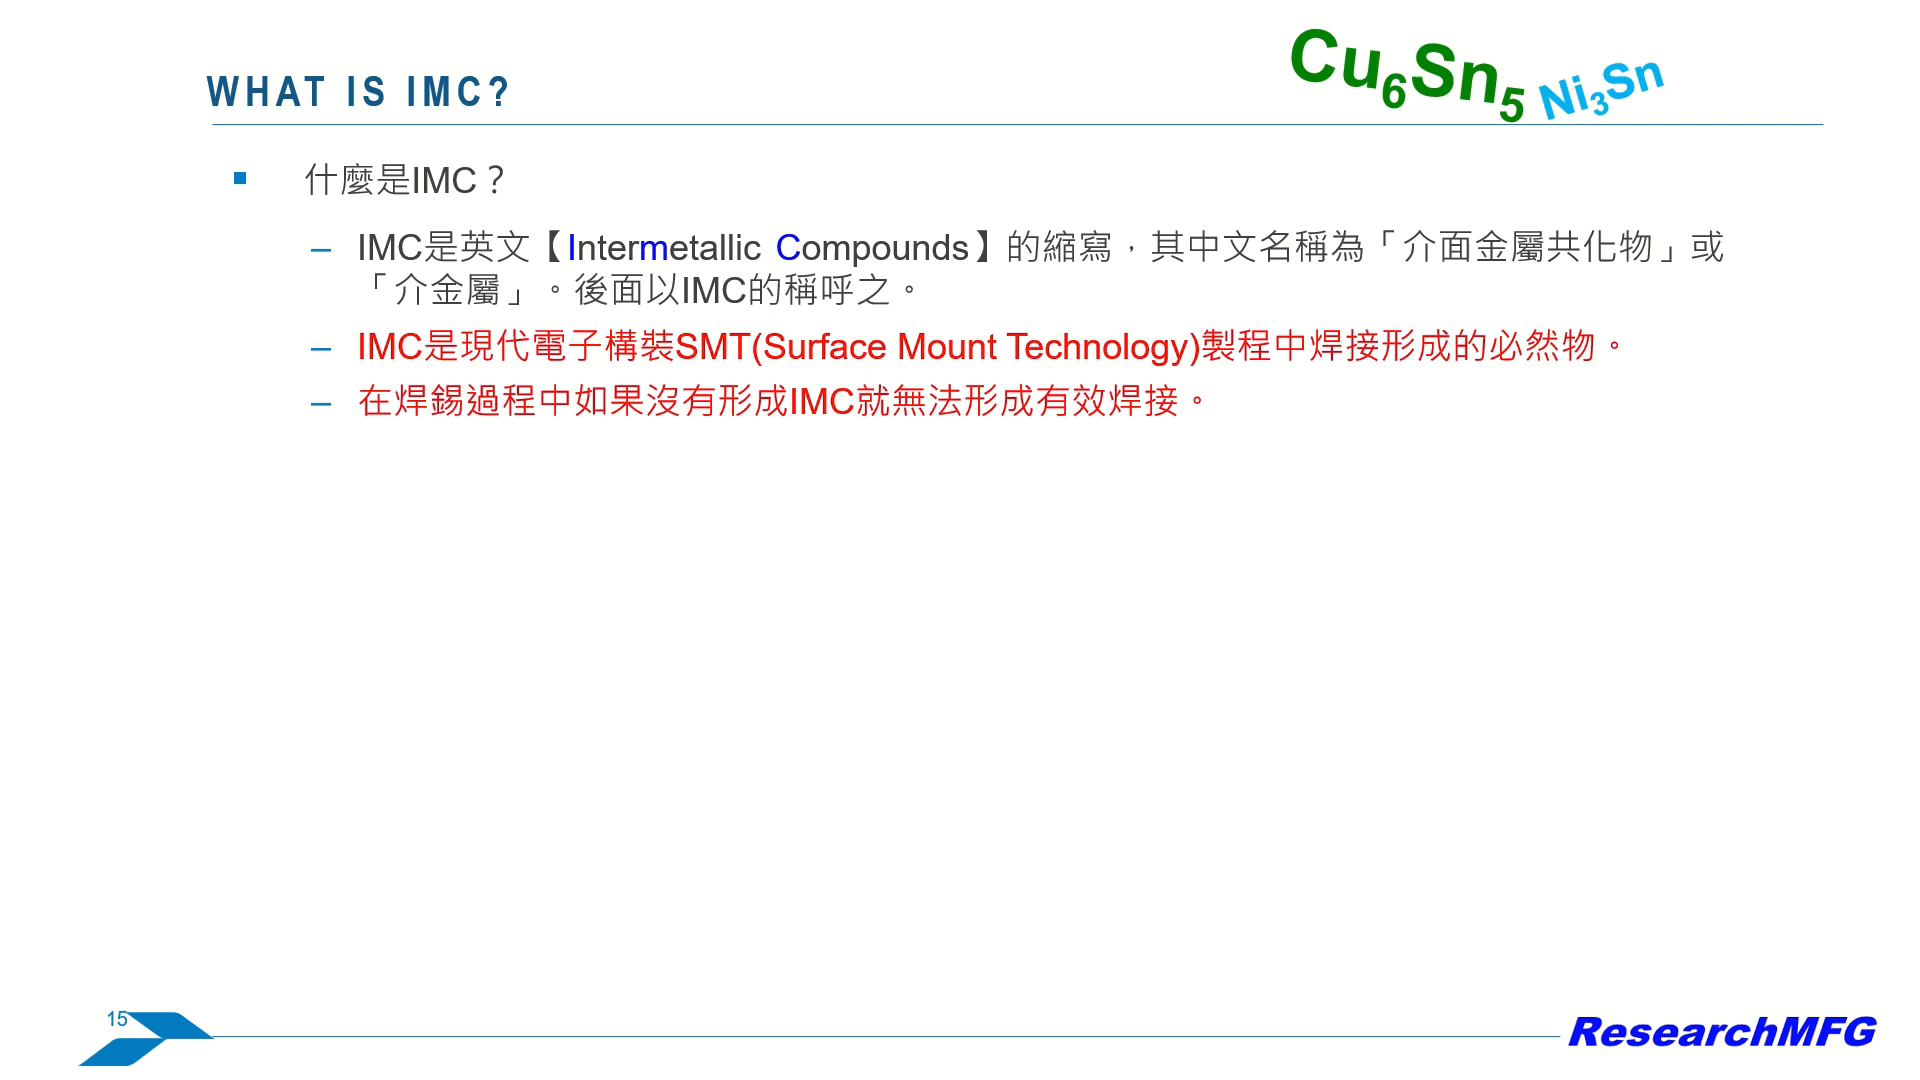 WHAT IS IMC?
Cu6Sn5 Ni3Sn
什麼是IMC？
– IMC是英文【Intermetallic Compounds】的縮寫，其中文名稱為「介面金屬共化物」或
「介金屬」。後面以IMC的稱呼之。
– IMC是現代電子構裝SMT(Surface Mount Technology)製程中焊接形成的必然物。
– 在焊錫過程中如果沒有形成IMC就無法形成有效焊接。
15
ResearchMFG